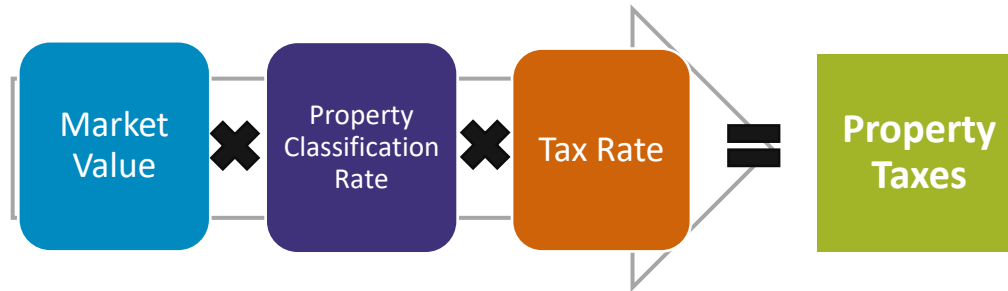 Market
Value
Property
Classification
Rate
Tax Rate
Property
Taxes